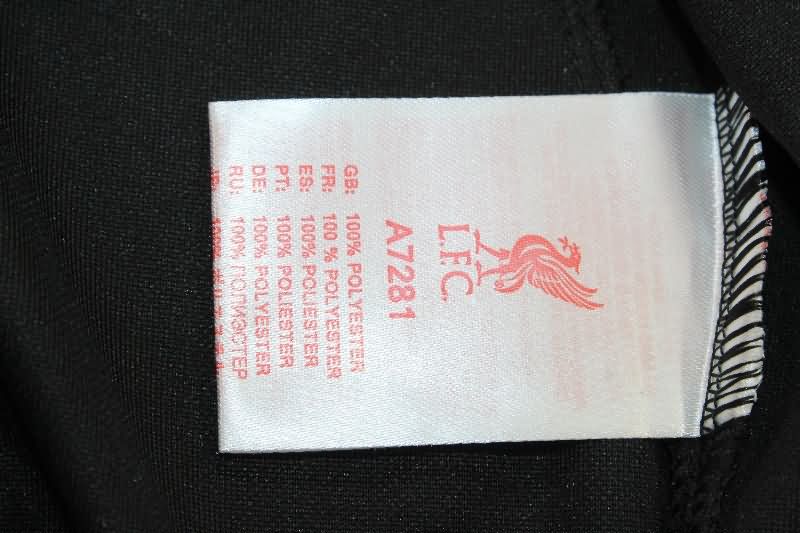 L.F.C.
A7281
GB: 100% POLYESTER
FR: 100 % POLYESTER
ES: 100% POLIESTER
PT: 100% POLIESTER
DE: 100% POLYESTER
RU: 100% ПОЛИЭСТЕР